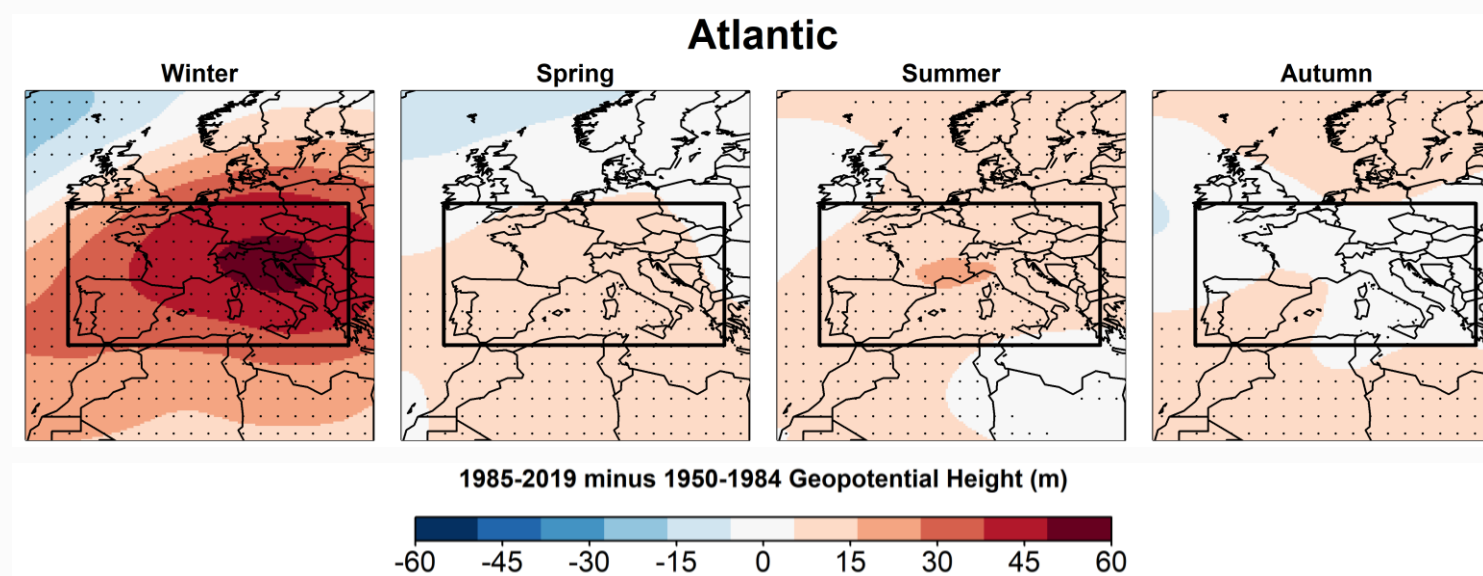 Atlantic
Winter Spring Summer Autumn
1985-2019 minus 1950-1984 Geopotential Height (m)
-60 -45 -30 -15 0 15 30 45 60